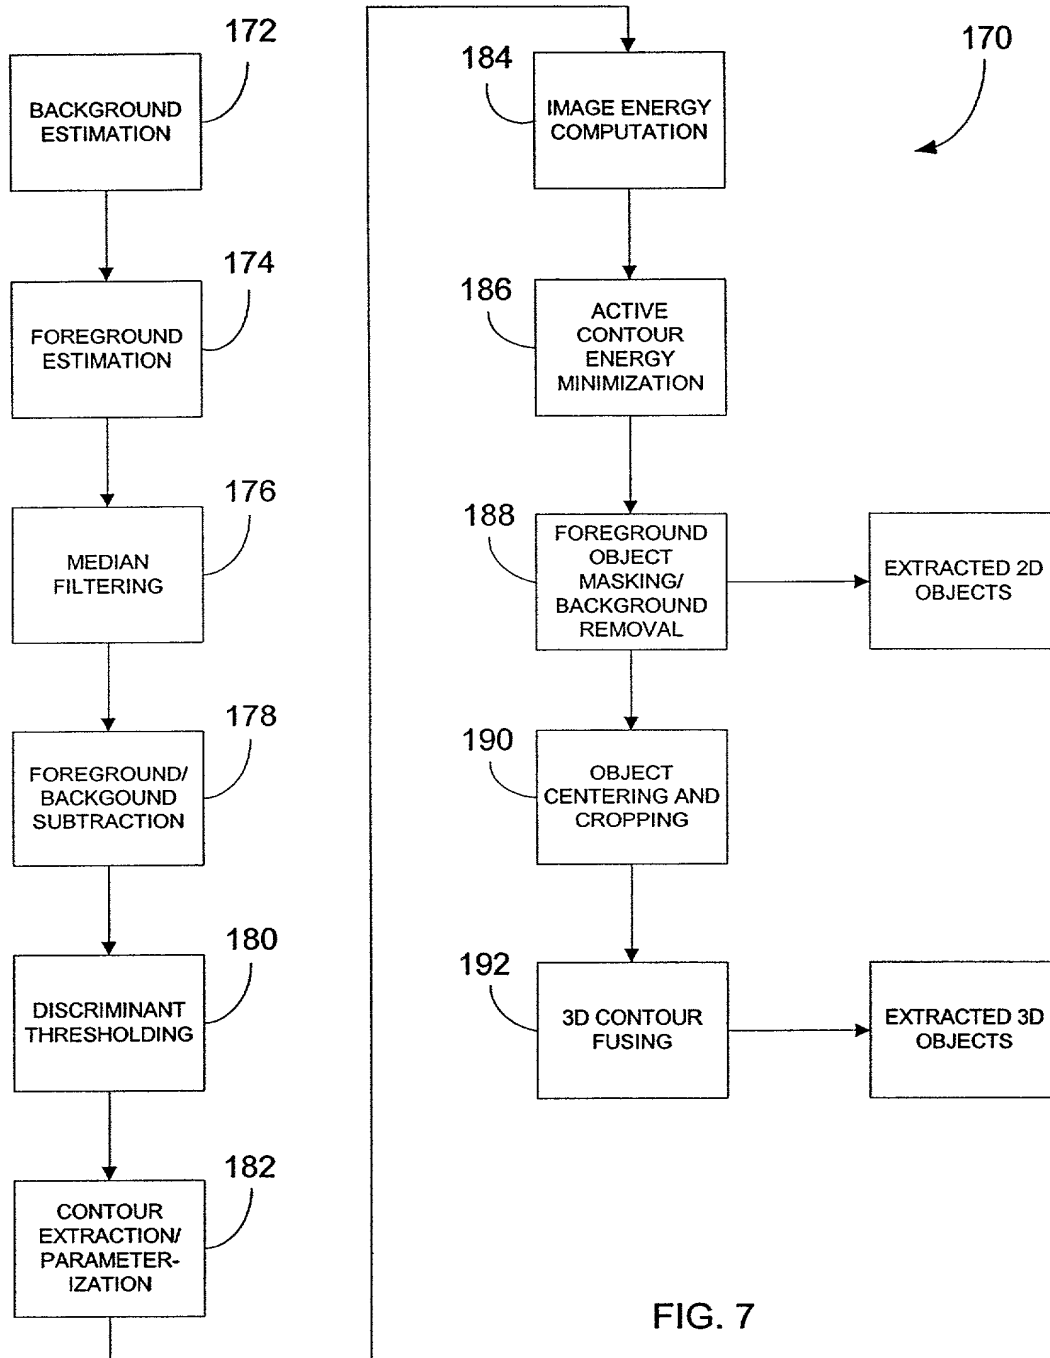 172
BACKGROUND
ESTIMATION
174
FOREGROUND
ESTIMATION
176
MEDIAN
FILTERING
178
FOREGROUND/
BACKGOUND
SUBTRACTION
180
DISCRIMINANT
THRESHOLDING
182
CONTOUR
EXTRACTION/
PARAMETER-
IZATION
184
IMAGE ENERGY
COMPUTATION
170
186
ACTIVE
CONTOUR
ENERGY
MINIMIZATION
188
FOREGROUND
OBJECT
MASKING/
BACKGROUND
REMOVAL
EXTRACTED 2D
OBJECTS
190
OBJECT
CENTERING AND
CROPPING
192
3D CONTOUR
FUSING
EXTRACTED 3D
OBJECTS
FIG. 7